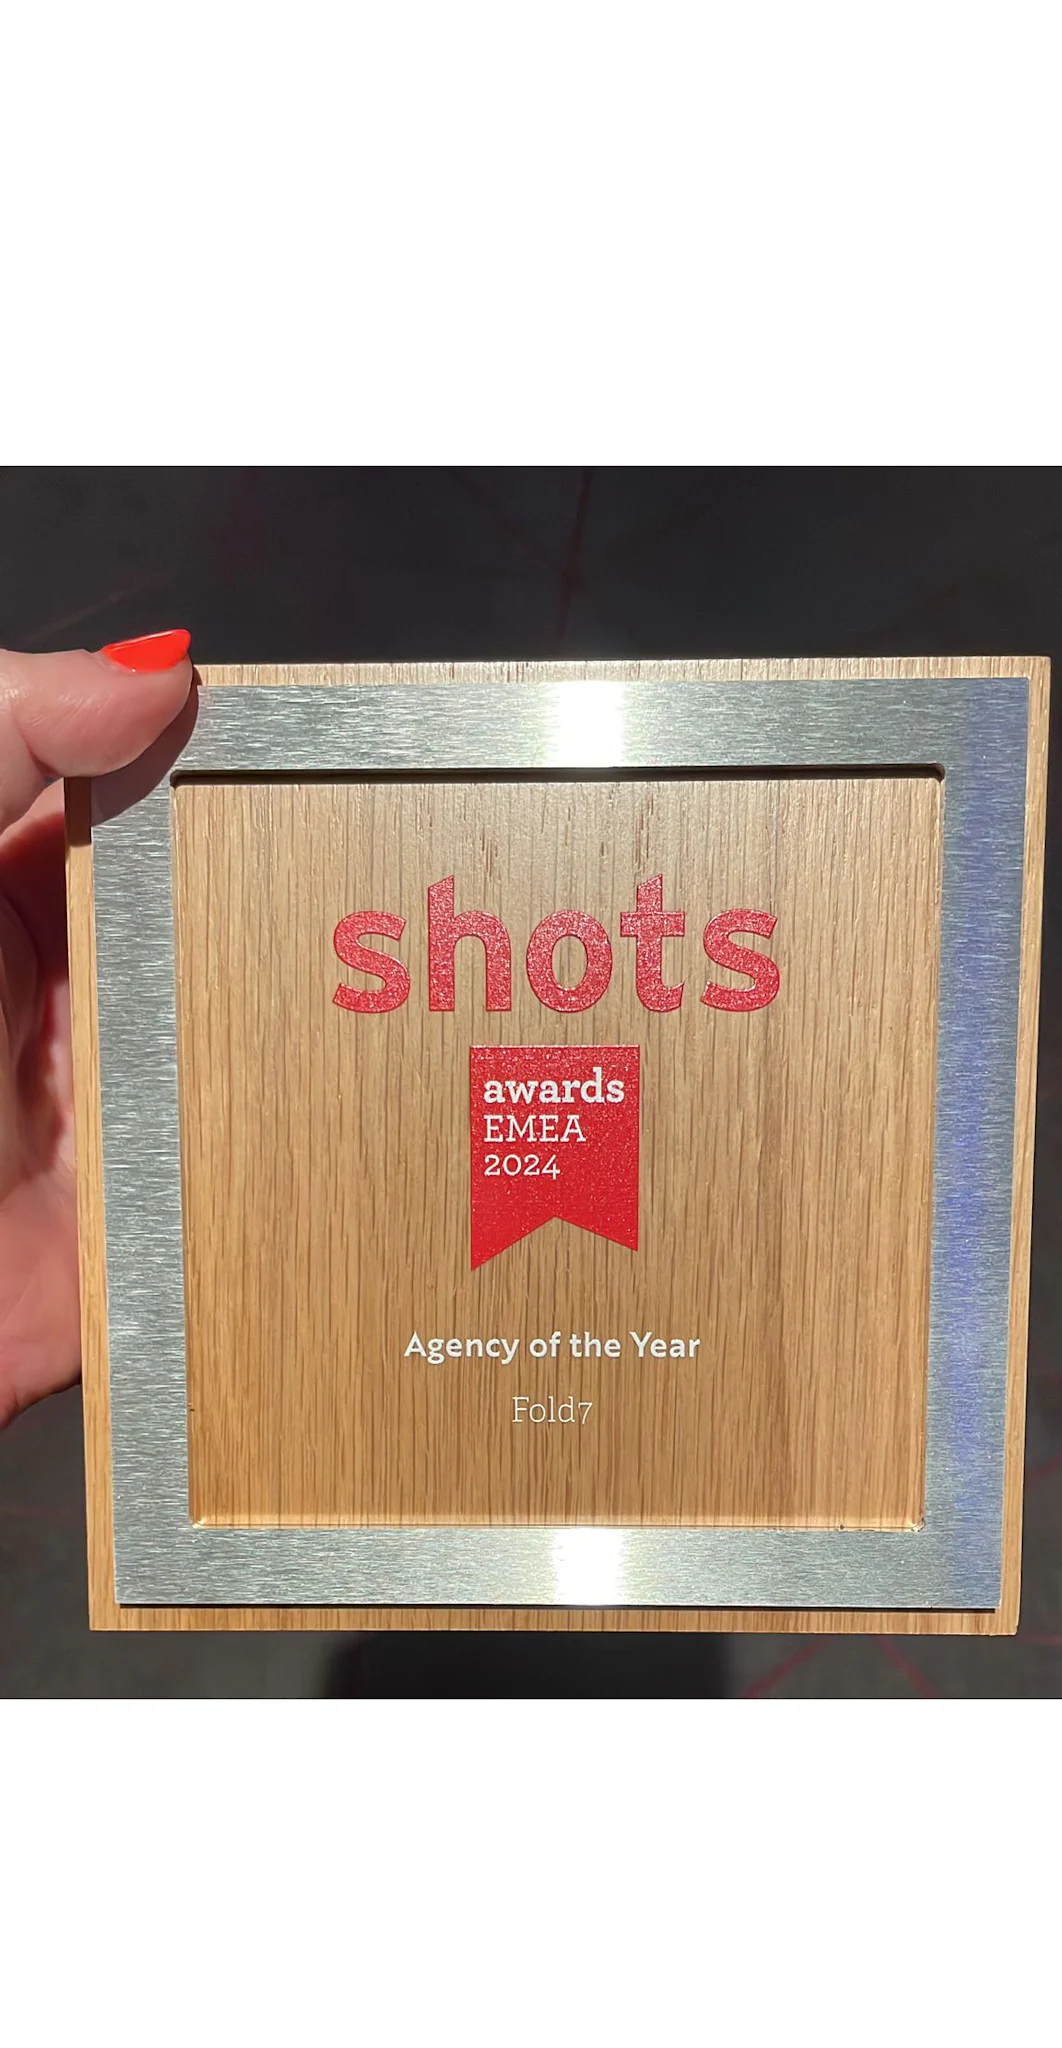 shots
awards
EMEA
2024
Agency of the Year
Fold7